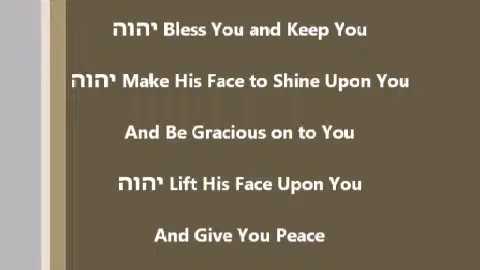 יהוה Bless You and Keep You
יהוה Make His Face to Shine Upon You
And Be Gracious on to You
יהוה Lift His Face Upon You
And Give You Peace